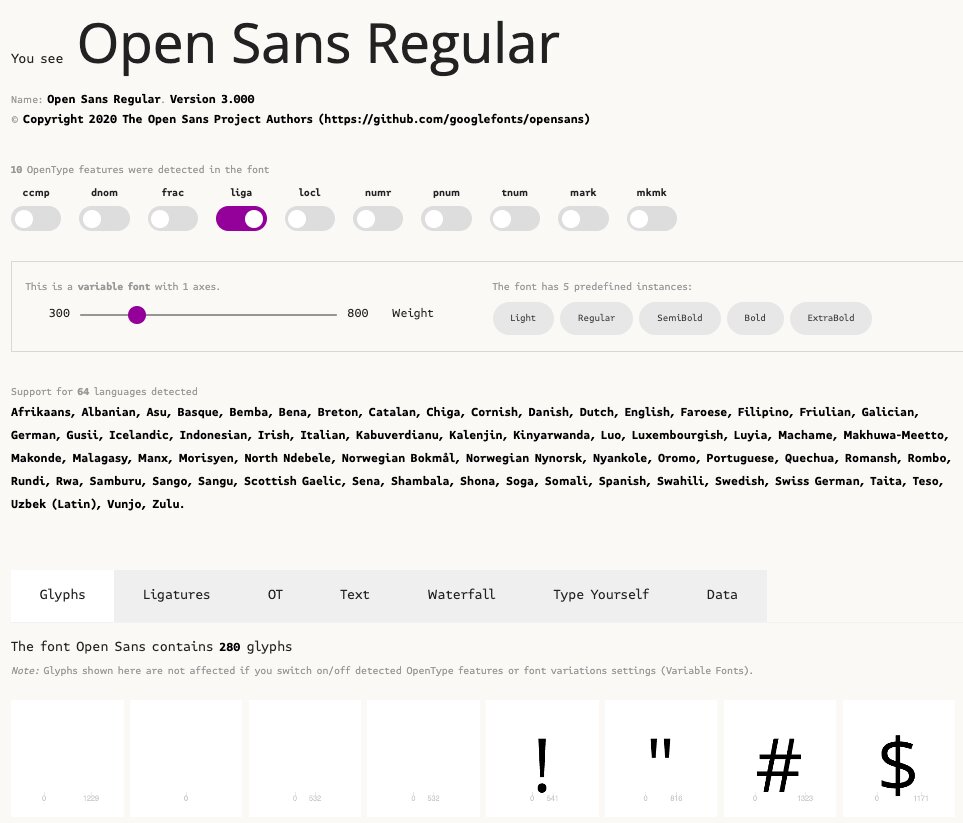 You see Open Sans Regular
Name: Open Sans Regular. Version 3.000
© Copyright 2020 The Open Sans Project Authors (https://github.com/googlefonts/opensans)
10 OpenType features were detected in the font
ccmp dnom frac liga locl numr pnum tnum mark mkmk
This is a variable font with 1 axes.
The font has 5 predefined instances:
300 800 Weight
Light Regular SemiBold Bold ExtraBold
Support for 64 languages detected
Afrikaans, Albanian, Asu, Basque, Bemba, Bena, Breton, Catalan, Chiga, Cornish, Danish, Dutch, English, Faroese, Filipino, Friulian, Galician,
German, Gusii, Icelandic, Indonesian, Irish, Italian, Kabuverdianu, Kalenjin, Kinyarwanda, Luo, Luxembourgish, Luyia, Machame, Makhuwa-Meetto,
Makonde, Malagasy, Manx, Morisyen, North Ndebele, Norwegian Bokmål, Norwegian Nynorsk, Nyankole, Oromo, Portuguese, Quechua, Romansh, Rombo,
Rundi, Rwa, Samburu, Sango, Sangu, Scottish Gaelic, Sena, Shambala, Shona, Soga, Somali, Spanish, Swahili, Swedish, Swiss German, Taita, Teso,
Uzbek (Latin), Vunjo, Zulu.
Glyphs Ligatures OT Text Waterfall Type Yourself Data
The font Open Sans contains 280 glyphs
Note: Glyphs shown here are not affected if you switch on/off detected OpenType features or font variations settings (Variable Fonts).
! " # $
0 1229 0 0 532 0 532 0 541 0 816 0 1323 0 1171